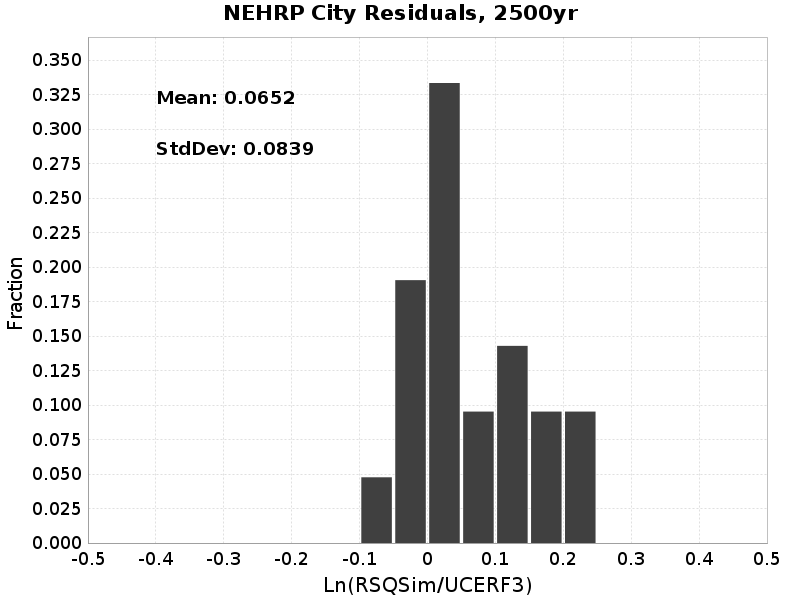 NEHRP City Residuals, 2500yr
0.350
0.325
0.300
0.275
0.250
0.225
0.200
0.175
0.150
0.125
0.100
0.075
0.050
0.025
0.000
Fraction
Mean: 0.0652
StdDev: 0.0839
-0.5 -0.4 -0.3 -0.2 -0.1 0 0.1 0.2 0.3 0.4 0.5
Ln(RSQSim/UCERF3)